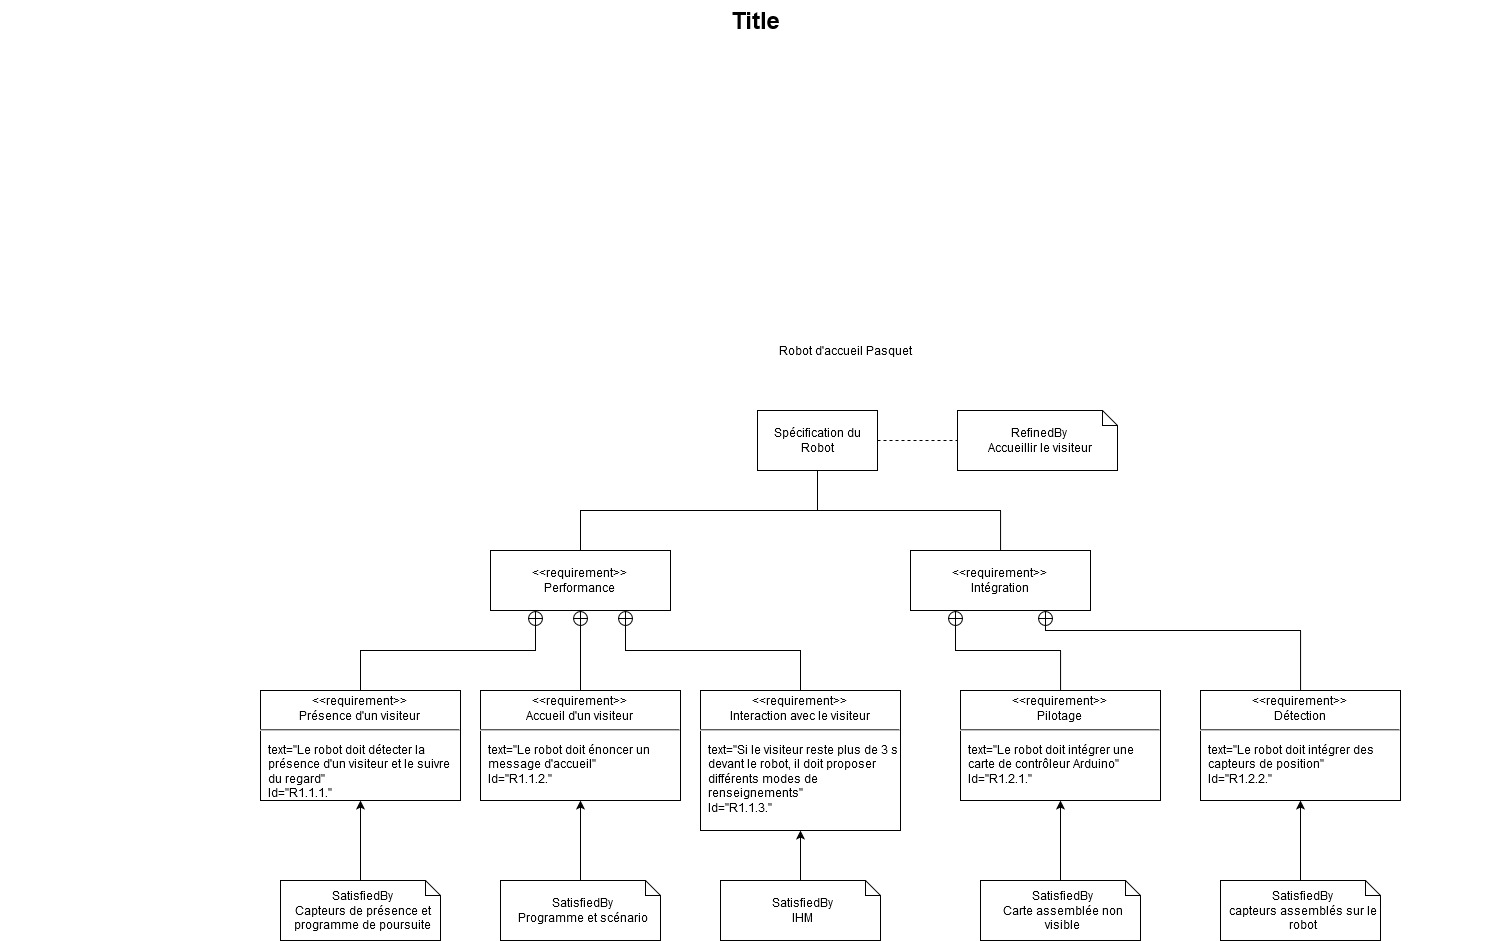 Title
Robot d'accueil Pasquet
Spécification du
Robot
RefinedBy
Accueillir le visiteur
<<requirement>>
Performance
<<requirement>>
Intégration
<<requirement>>
Présence d'un visiteur
text="Le robot doit détecter la
présence d'un visiteur et le suivre
du regard"
Id="R1.1.1."
<<requirement>>
Accueil d'un visiteur
text="Le robot doit énoncer un
message d'accueil"
Id="R1.1.2."
<<requirement>>
Interaction avec le visiteur
text="Si le visiteur reste plus de 3 s
devant le robot, il doit proposer
différents modes de
renseignements"
Id="R1.1.3."
<<requirement>>
Pilotage
text="Le robot doit intégrer une
carte de contrôleur Arduino"
Id="R1.2.1."
<<requirement>>
Détection
text="Le robot doit intégrer des
capteurs de position"
Id="R1.2.2."
SatisfiedBy
Capteurs de présence et
programme de poursuite
SatisfiedBy
Programme et scénario
SatisfiedBy
IHM
SatisfiedBy
Carte assemblée non
visible
SatisfiedBy
capteurs assemblés sur le
robot